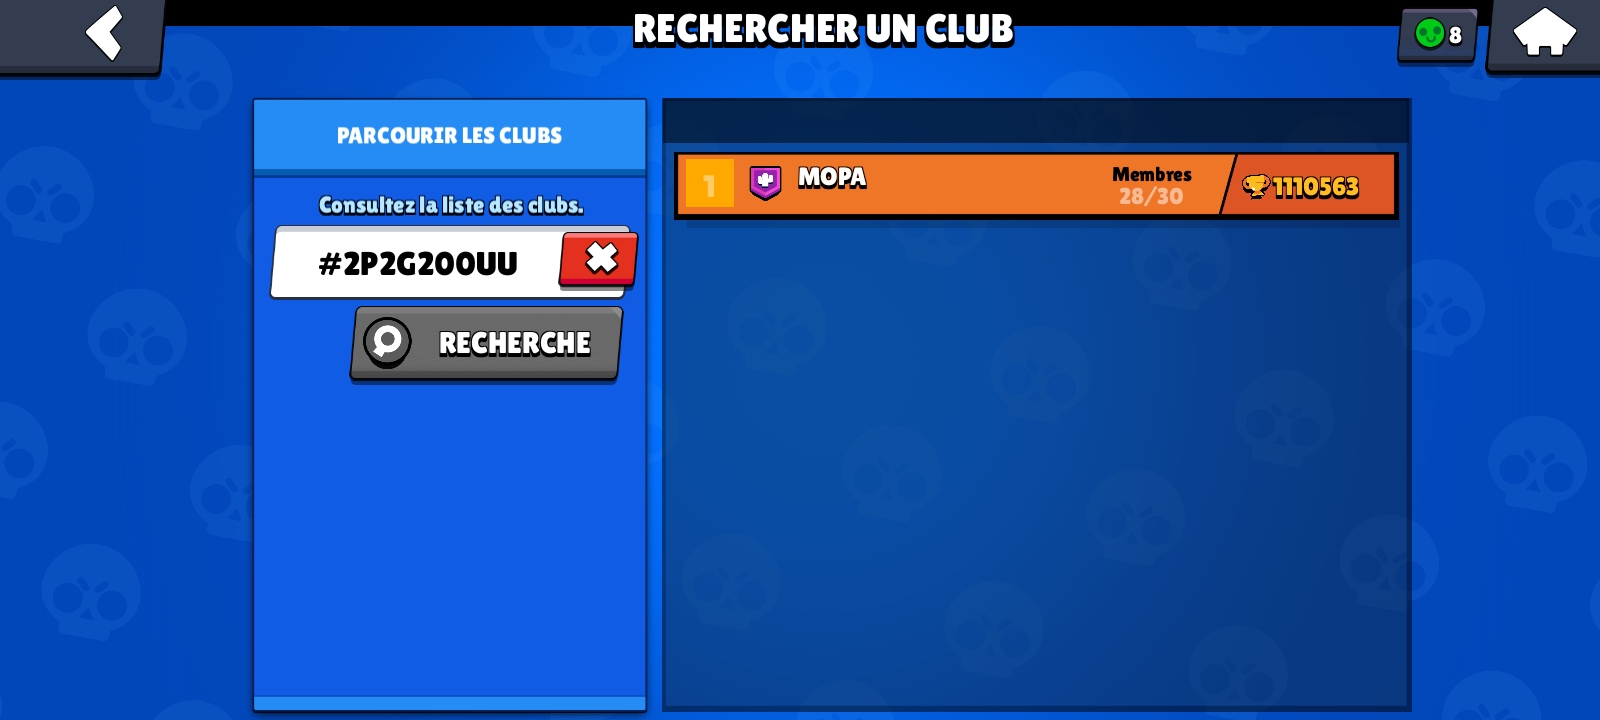 RECHERCHER UN CLUB
8
PARCOURIR LES CLUBS
Consultez la liste des clubs.
#2P2G200UU
RECHERCHE
1
MOPA
Membres
28/30
1110563